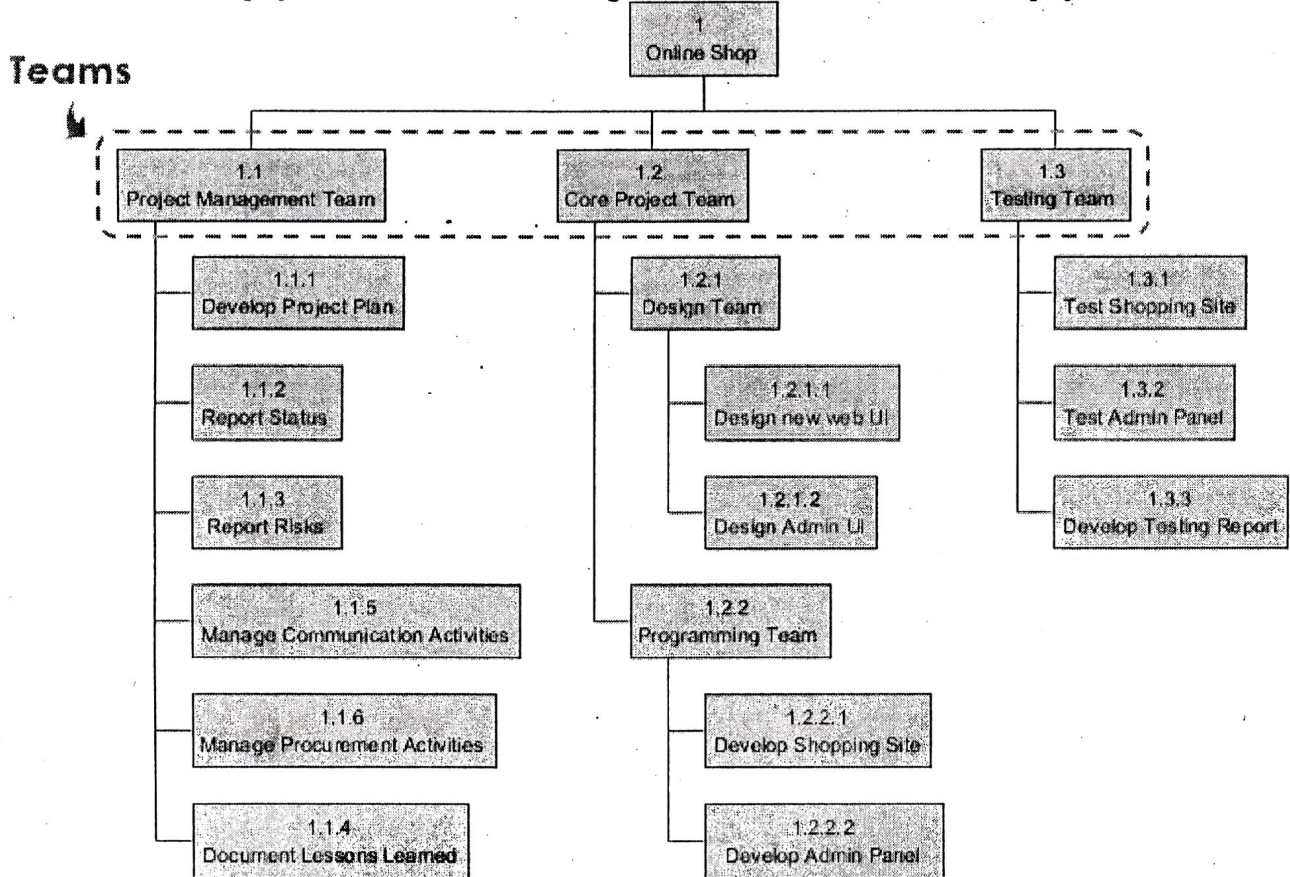 1
Online Shop
Teams
1.1
Project Management Team
1.2
Core Project Team
1.3
Testing Team
1.1.1
Develop Project Plan
1.1.2
Report Status
1.1.3
Report Risks
1.1.5
Manage Communication Activities
1.1.6
Manage Procurement Activities
1.1.4
Document Lessons Learned
1.2.1
Design Team
1.2.1.1
Design new web UI
1.2.1.2
Design Admin UI
1.2.2
Programming Team
1.2.2.1
Develop Shopping Site
1.2.2.2
Develop Admin Panel
1.3.1
Test Shopping Site
1.3.2
Test Admin Panel
1.3.3
Develop Testing Report